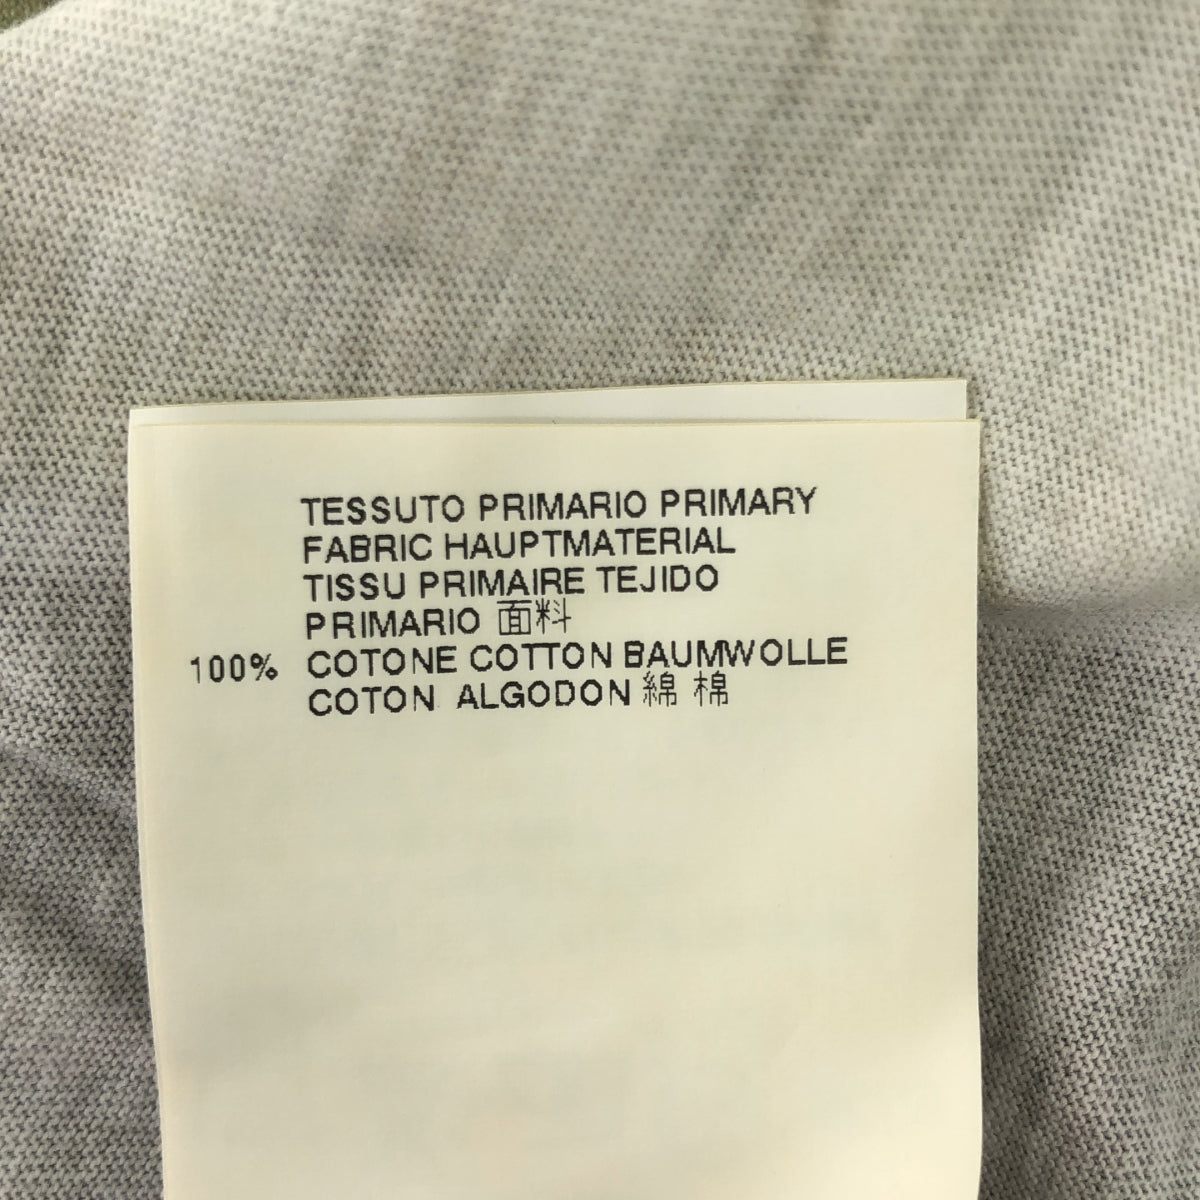 TESSUTO PRIMARIO PRIMARY
FABRIC HAUPTMATERIAL
TISSU PRIMAIRE TEJIDO
PRIMARIO 面料
100% COTONE COTTON BAUMWOLLE
COTON ALGODON 綿 棉